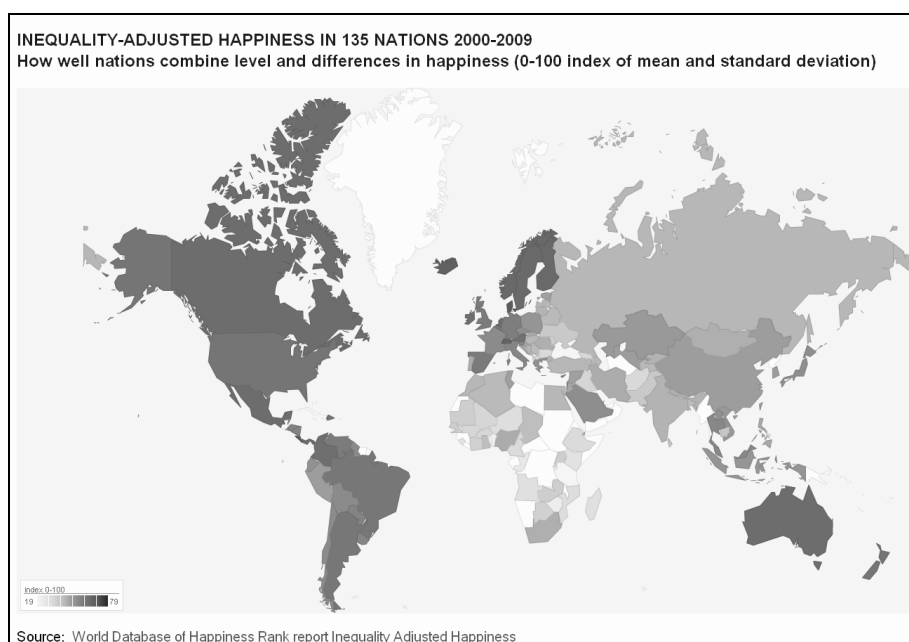 INEQUALITY-ADJUSTED HAPPINESS IN 135 NATIONS 2000-2009
How well nations combine level and differences in happiness (0-100 index of mean and standard deviation)
index 0-100
19 79
Source: World Database of Happiness Rank report Inequality Adjusted Happiness